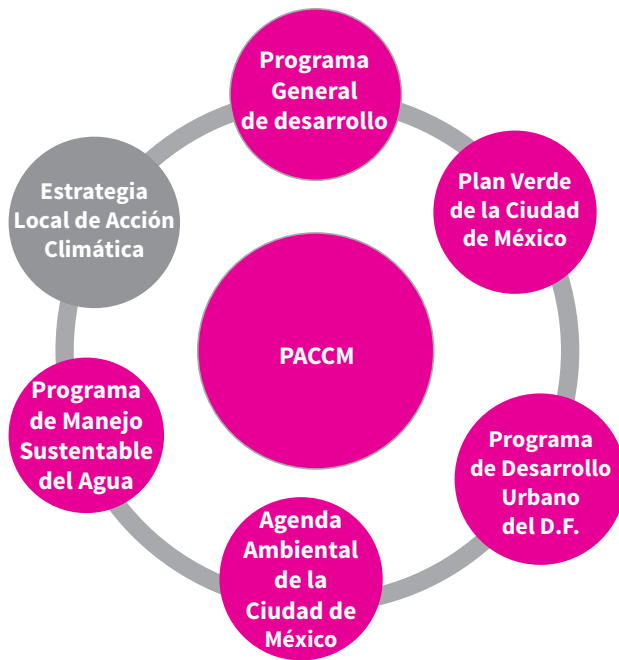 Programa
General
de desarrollo
Plan Verde
de la Ciudad
de México
Estrategia
Local de Acción
Climática
PACCM
Programa
de Manejo
Sustentable
del Agua
Programa
de Desarrollo
Urbano
del D.F.
Agenda
Ambiental
de la
Ciudad de
México